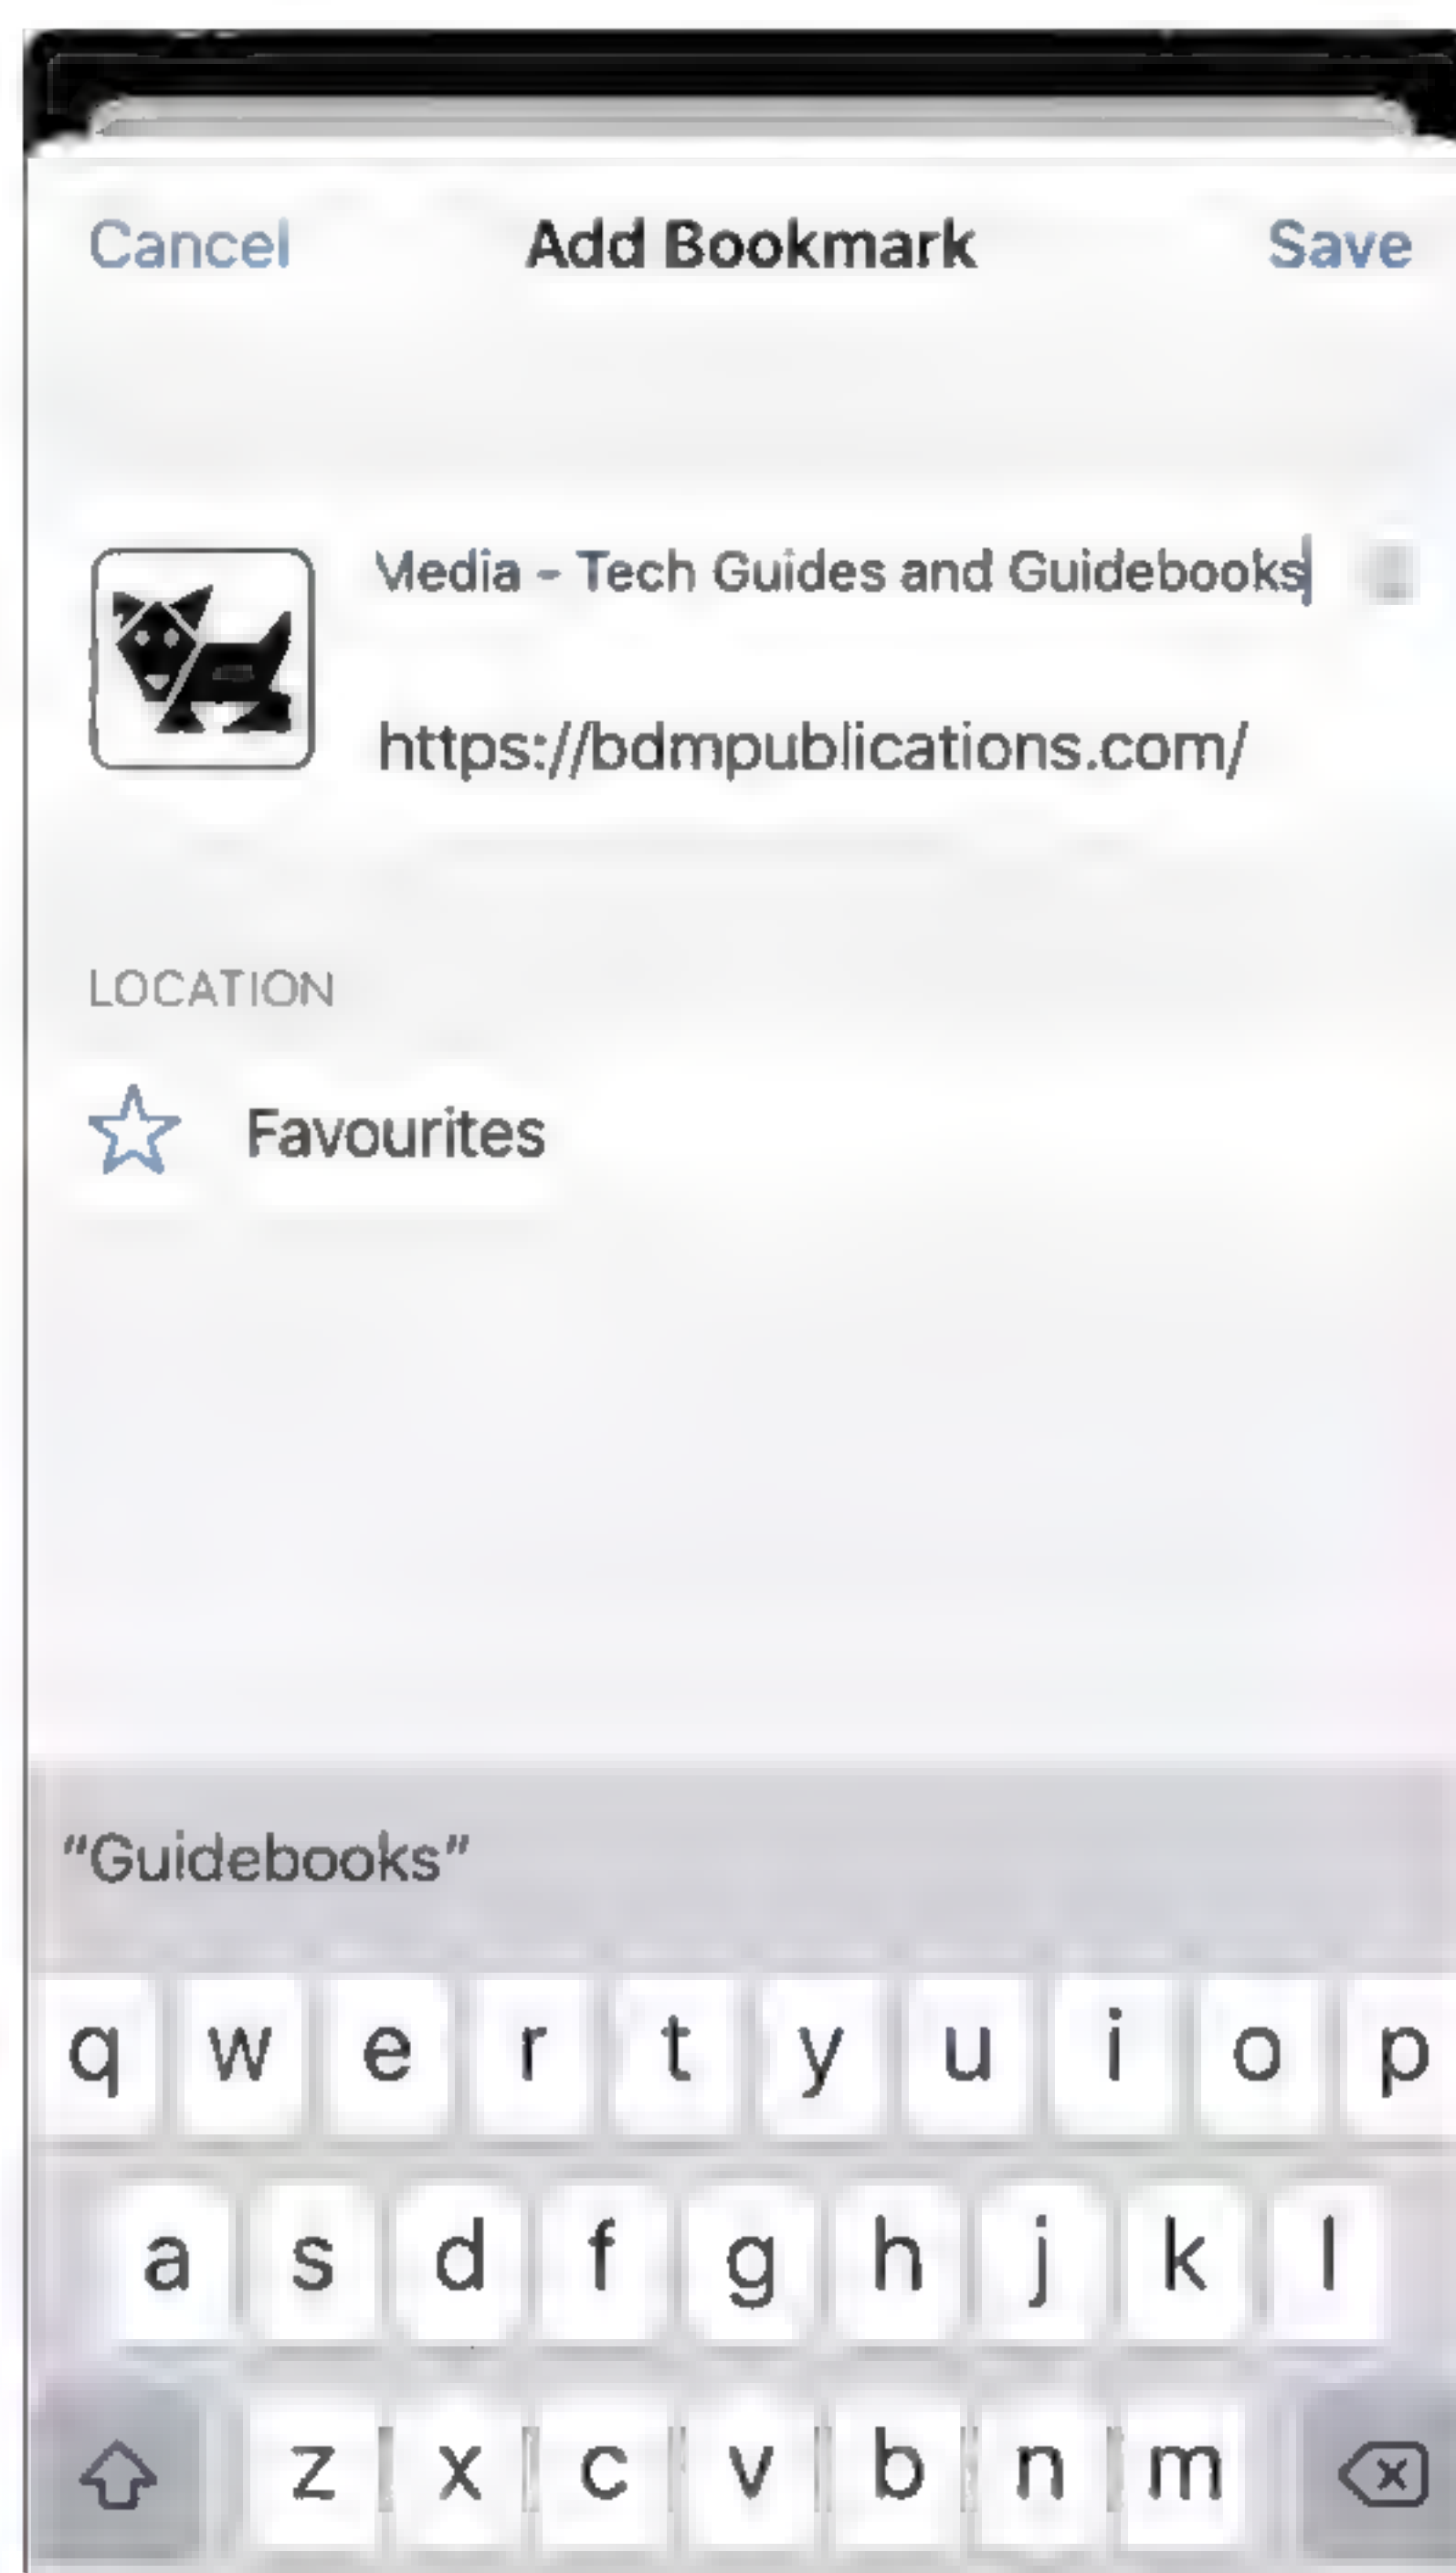 Cancel Add Bookmark Save
Media - Tech Guides and Guidebooks
https://bdmpublications.com/
LOCATION
Favourites
“Guidebooks”
q w e r t y u i o p
a s d f g h j k l
z x c v b n m